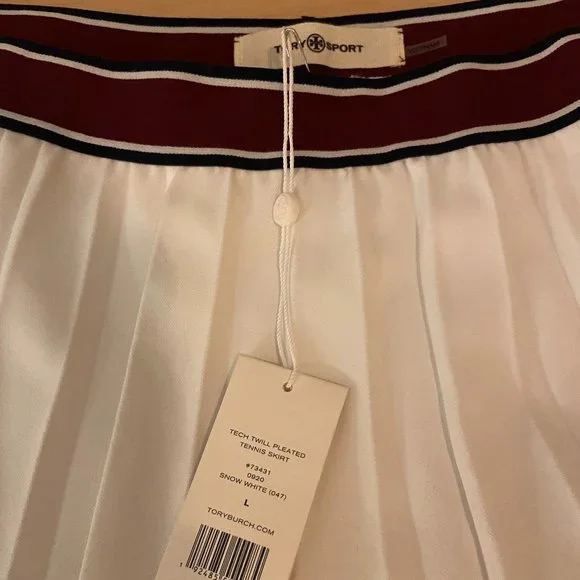 TORY SPORT
TECH TWILL PLEATED
TENNIS SKIRT
#73431
0920
SNOW WHITE (047)
L
TORYBURCH.COM